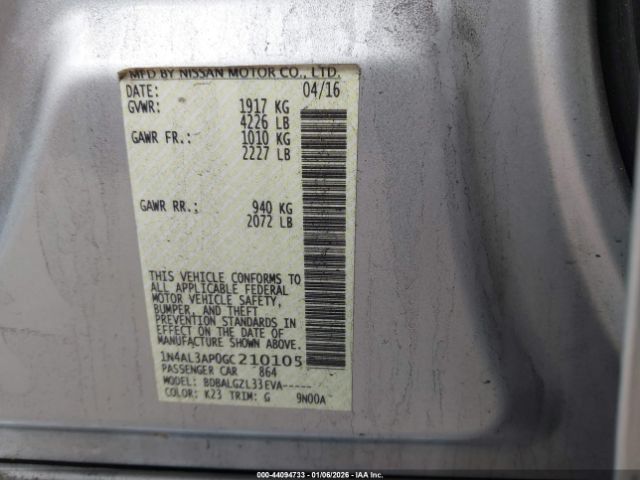 MFD BY NISSAN MOTOR CO., LTD.
DATE: 04/16
GVWR: 1917 KG
4226 LB
GAWR FR.: 1010 KG
2227 LB
GAWR RR.: 940 KG
2072 LB
THIS VEHICLE CONFORMS TO
ALL APPLICABLE FEDERAL
MOTOR VEHICLE SAFETY,
BUMPER, AND THEFT
PREVENTION STANDARDS
IN EFFECT ON THE DATE OF
MANUFACTURE SHOWN ABOVE.
1N4AL3AP0GC210105
PASSENGER CAR 864
MODEL: BDBALGZL33EVA-----
COLOR: K23 TRIM: G 9N00A
000-44094733 - 01/06/2026 - IAA Inc.